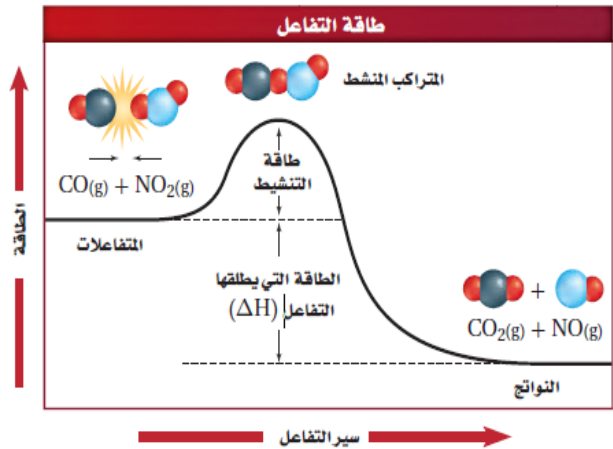 طاقة التفاعل
المتراكب المنشط
طاقة
التنشيط
CO(g) + NO₂(g)
المتفاعلات
الطاقة
الطاقة التي يطلقها
التفاعل (ΔH)
+
CO₂(g) + NO(g)
النواتج
سير التفاعل